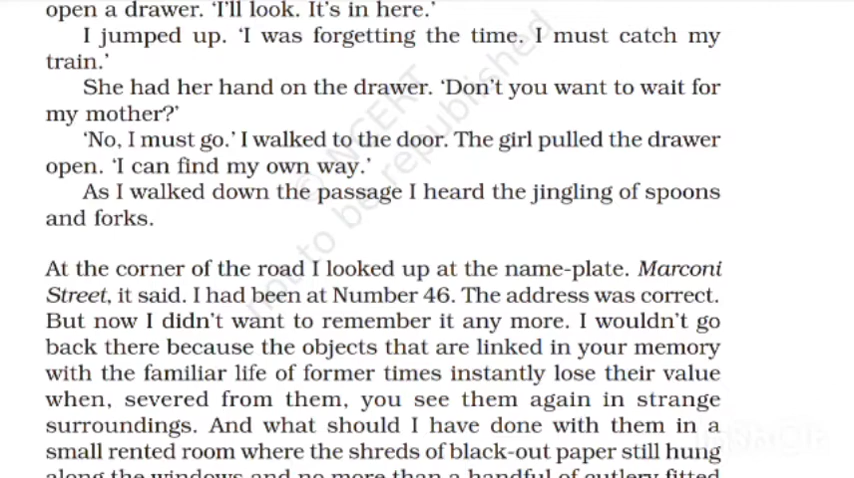 open a drawer. 'I'll look. It's in here.'
I jumped up. 'I was forgetting the time. I must catch my
train.'
She had her hand on the drawer. 'Don't you want to wait for
my mother?'
'No, I must go.' I walked to the door. The girl pulled the drawer
open. 'I can find my own way.'
As I walked down the passage I heard the jingling of spoons
and forks.
At the corner of the road I looked up at the name-plate. Marconi
Street, it said. I had been at Number 46. The address was correct.
But now I didn't want to remember it any more. I wouldn't go
back there because the objects that are linked in your memory
with the familiar life of former times instantly lose their value
when, severed from them, you see them again in strange
surroundings. And what should I have done with them in a
small rented room where the shreds of black-out paper still hung
along the windows and no more than a handful of cutlery fitted
© NCERT
not to be republished